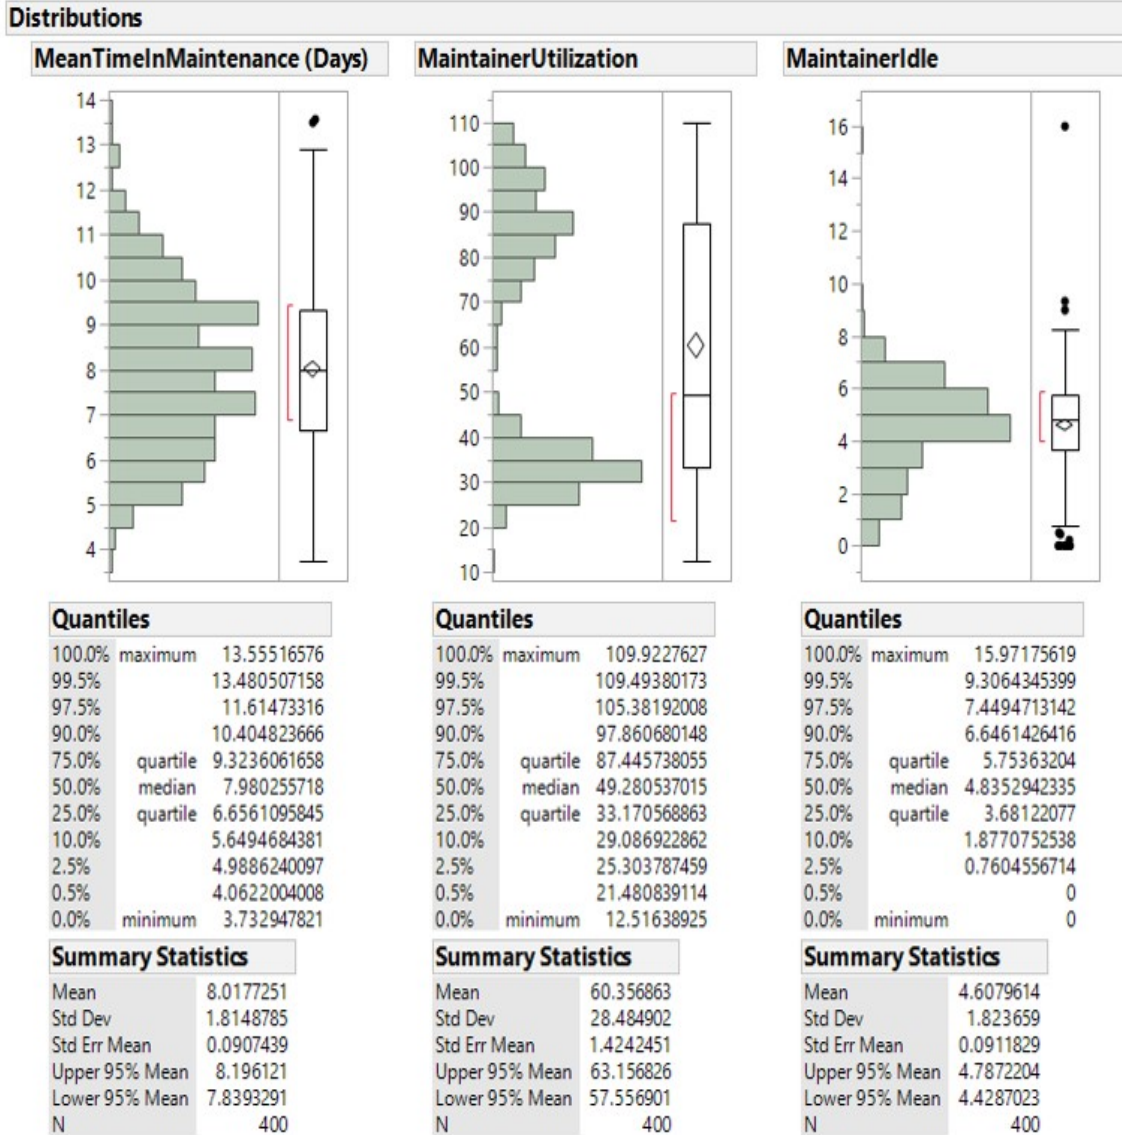 Distributions
MeanTimeInMaintenance (Days)
14
13
12
11
10
9
8
7
6
5
4
Quantiles
100.0% maximum 13.55516576
99.5% 13.480507158
97.5% 11.61473316
90.0% 10.404823666
75.0% quartile 9.3236061658
50.0% median 7.980255718
25.0% quartile 6.6561095845
10.0% 5.6494684381
2.5% 4.9886240097
0.5% 4.0622004008
0.0% minimum 3.732947821
Summary Statistics
Mean 8.0177251
Std Dev 1.8148785
Std Err Mean 0.0907439
Upper 95% Mean 8.196121
Lower 95% Mean 7.8393291
N 400
MaintainerUtilization
110
100
90
80
70
60
50
40
30
20
10
Quantiles
100.0% maximum 109.9227627
99.5% 109.49380173
97.5% 105.38192008
90.0% 97.860680148
75.0% quartile 87.445738055
50.0% median 49.280537015
25.0% quartile 33.170568863
10.0% 29.086922862
2.5% 25.303787459
0.5% 21.480839114
0.0% minimum 12.51638925
Summary Statistics
Mean 60.356863
Std Dev 28.484902
Std Err Mean 1.4242451
Upper 95% Mean 63.156826
Lower 95% Mean 57.556901
N 400
MaintainerIdle
16
14
12
10
8
6
4
2
0
Quantiles
100.0% maximum 15.97175619
99.5% 9.3064345399
97.5% 7.4494713142
90.0% 6.6461426416
75.0% quartile 5.75363204
50.0% median 4.8352942335
25.0% quartile 3.68122077
10.0% 1.8770752538
2.5% 0.7604556714
0.5% 0
0.0% minimum 0
Summary Statistics
Mean 4.6079614
Std Dev 1.823659
Std Err Mean 0.0911829
Upper 95% Mean 4.7872204
Lower 95% Mean 4.4287023
N 400